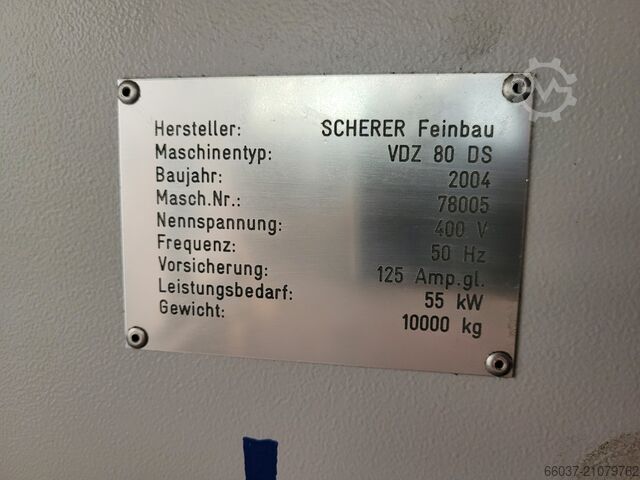 Hersteller: SCHERER Feinbau
Maschinentyp: VDZ 80 DS
Baujahr: 2004
Masch.Nr.: 78005
Nennspannung: 400 V
Frequenz: 50 Hz
Vorsicherung: 125 Amp.gl.
Leistungsbedarf: 55 kW
Gewicht: 10000 kg
66037-21079762